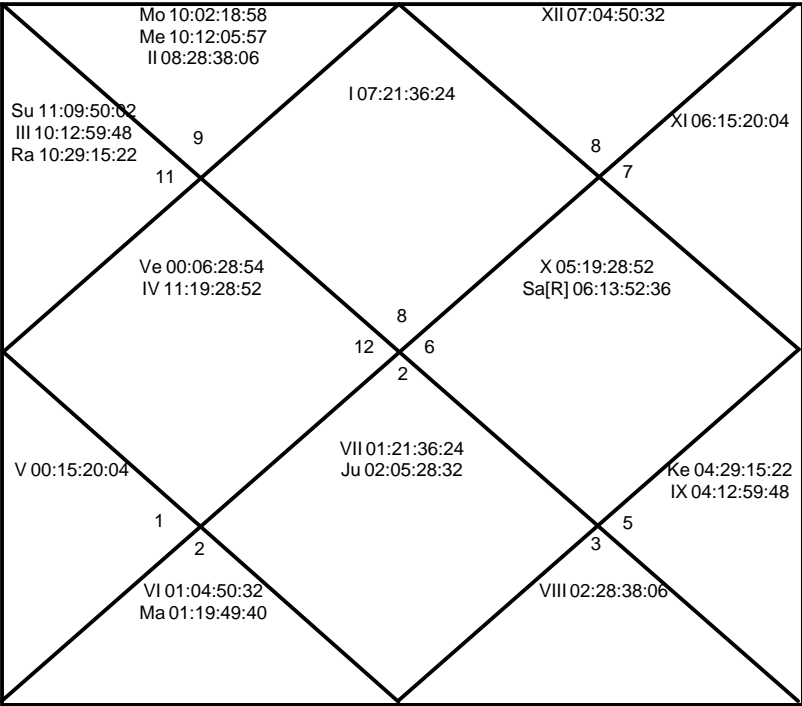 Mo 10:02:18:58
Me 10:12:05:57
II 08:28:38:06
XII 07:04:50:32
I 07:21:36:24
Su 11:09:50:02
III 10:12:59:48
Ra 10:29:15:22
XI 06:15:20:04
9
11
8
7
Ve 00:06:28:54
IV 11:19:28:52
X 05:19:28:52
Sa[R] 06:13:52:36
8
12
6
2
VII 01:21:36:24
Ju 02:05:28:32
V 00:15:20:04
Ke 04:29:15:22
IX 04:12:59:48
1
2
5
3
VI 01:04:50:32
Ma 01:19:49:40
VIII 02:28:38:06